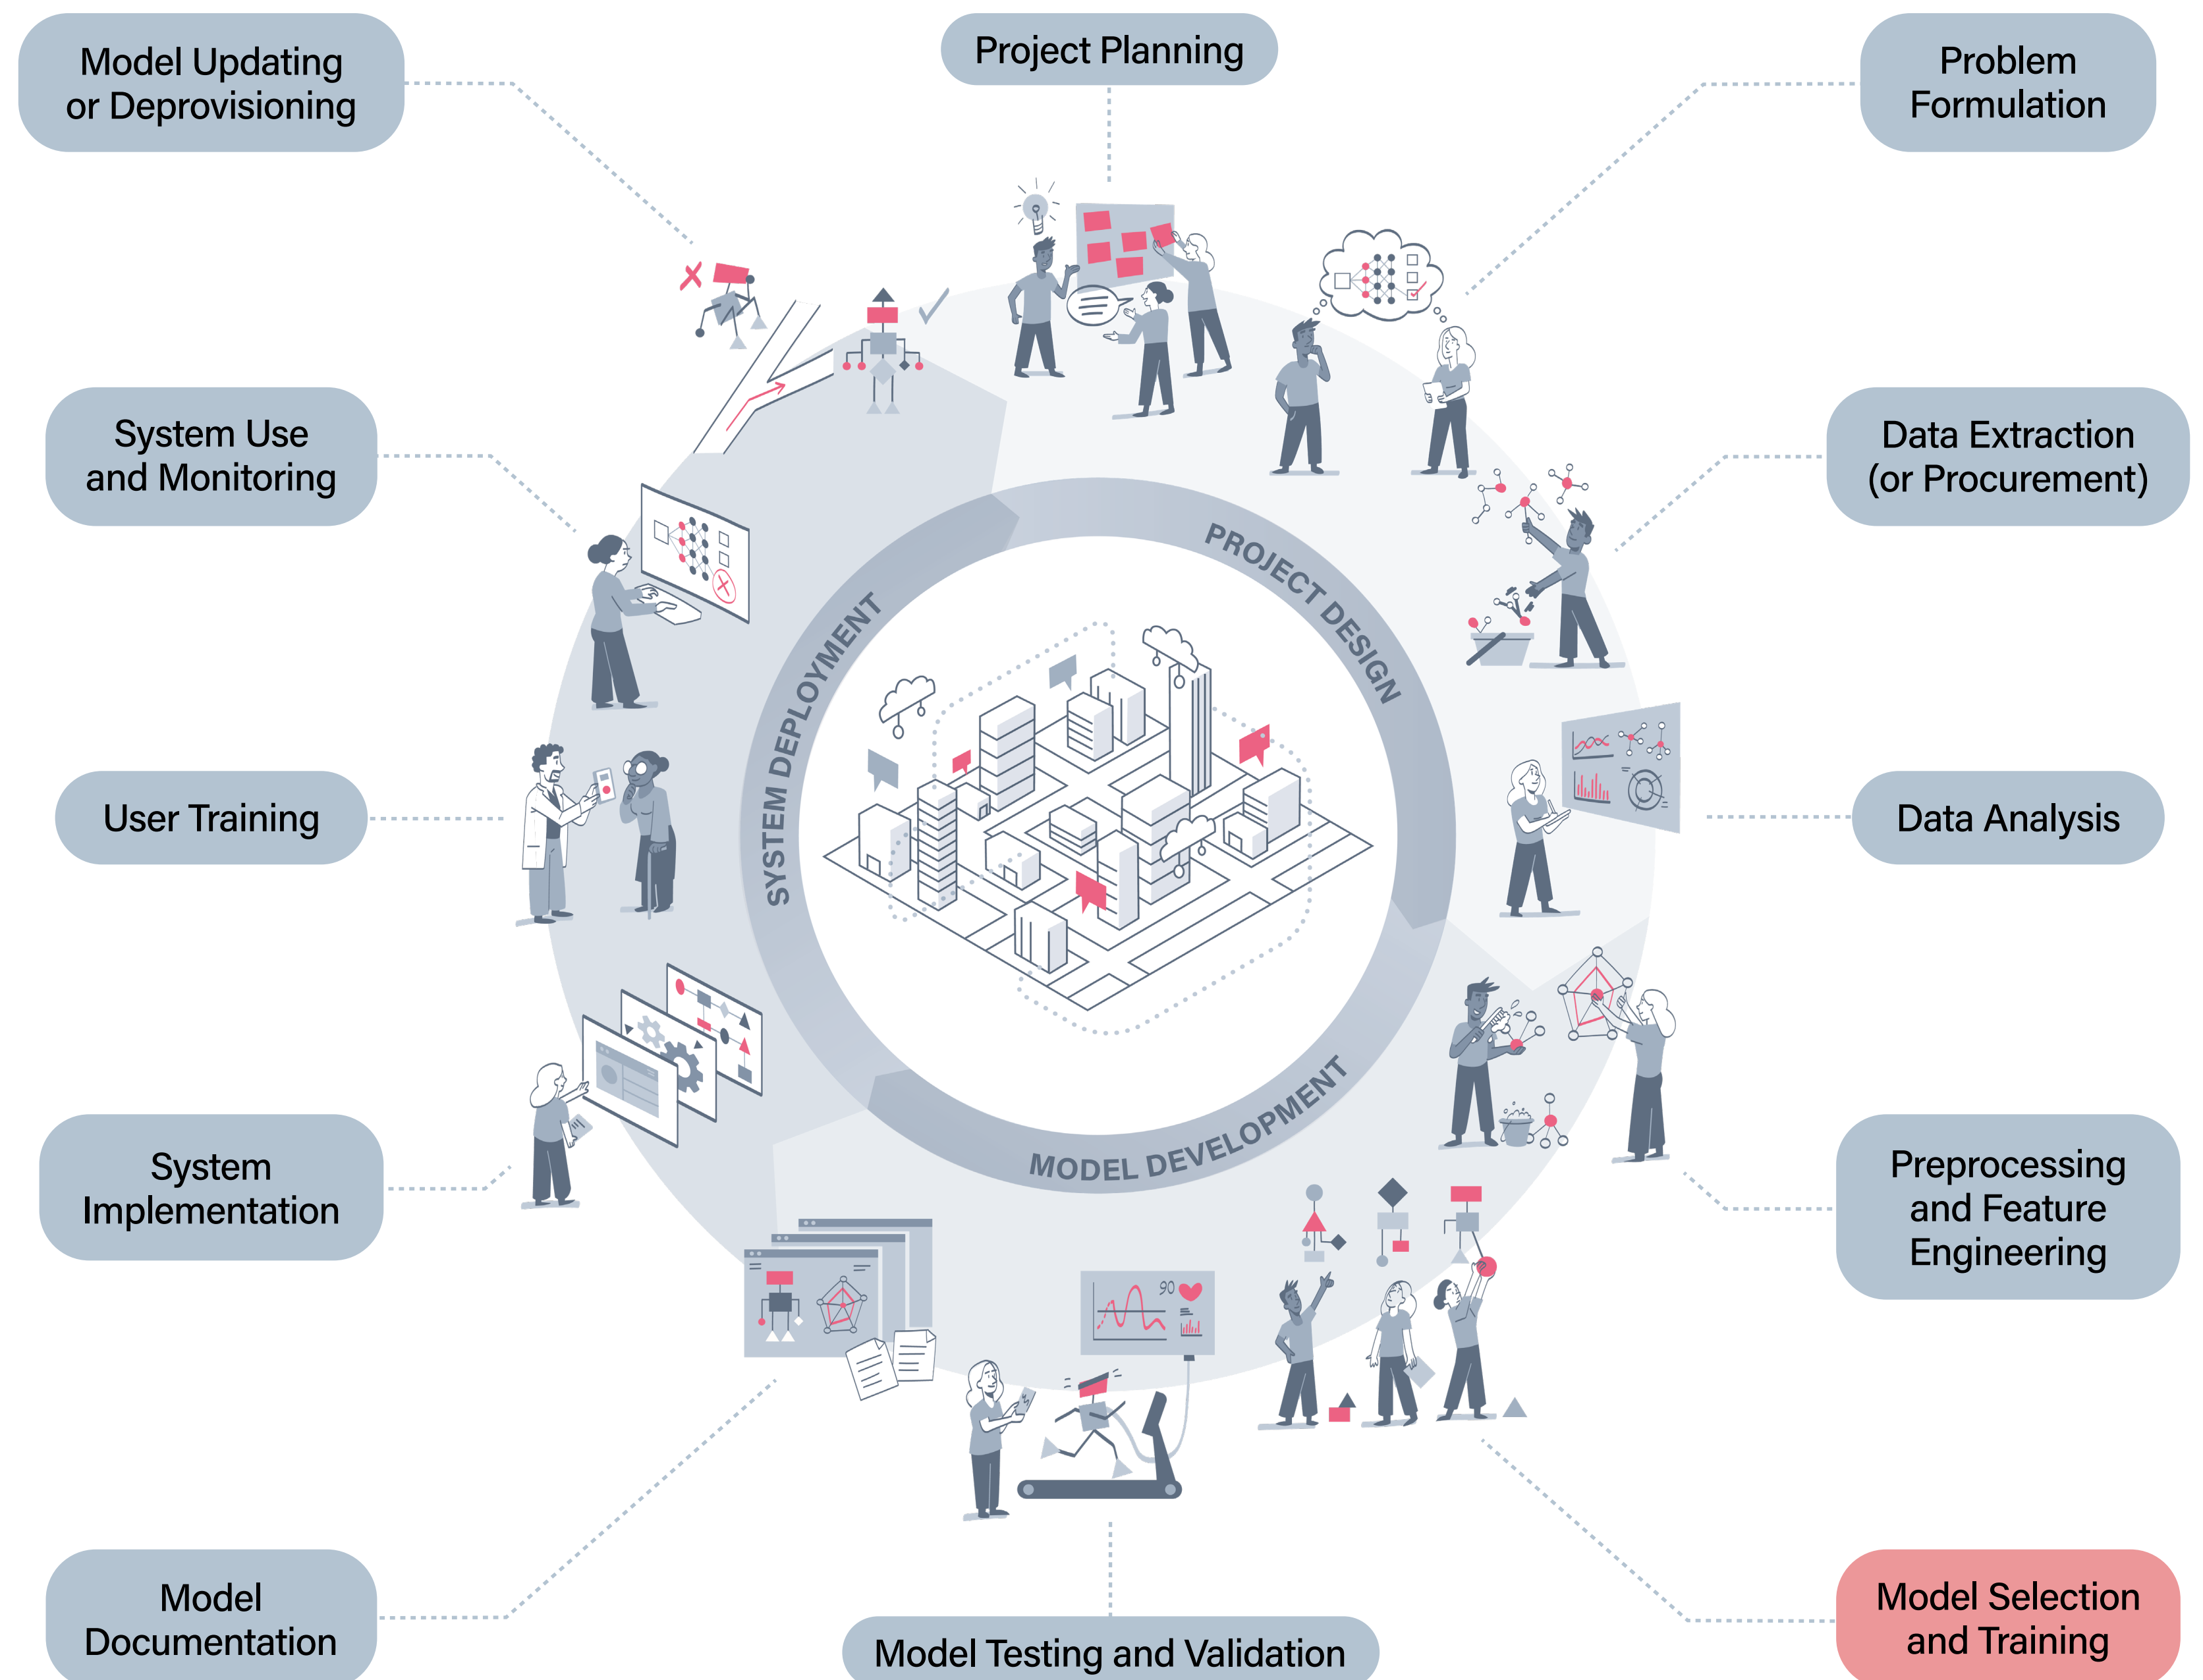 Model Updating
or Deprovisioning
Project Planning
Problem
Formulation
System Use
and Monitoring
Data Extraction
(or Procurement)
PROJECT DESIGN
SYSTEM DEPLOYMENT
User Training
Data Analysis
MODEL DEVELOPMENT
System
Implementation
Preprocessing
and Feature
Engineering
90
Model
Documentation
Model Testing and Validation
Model Selection
and Training